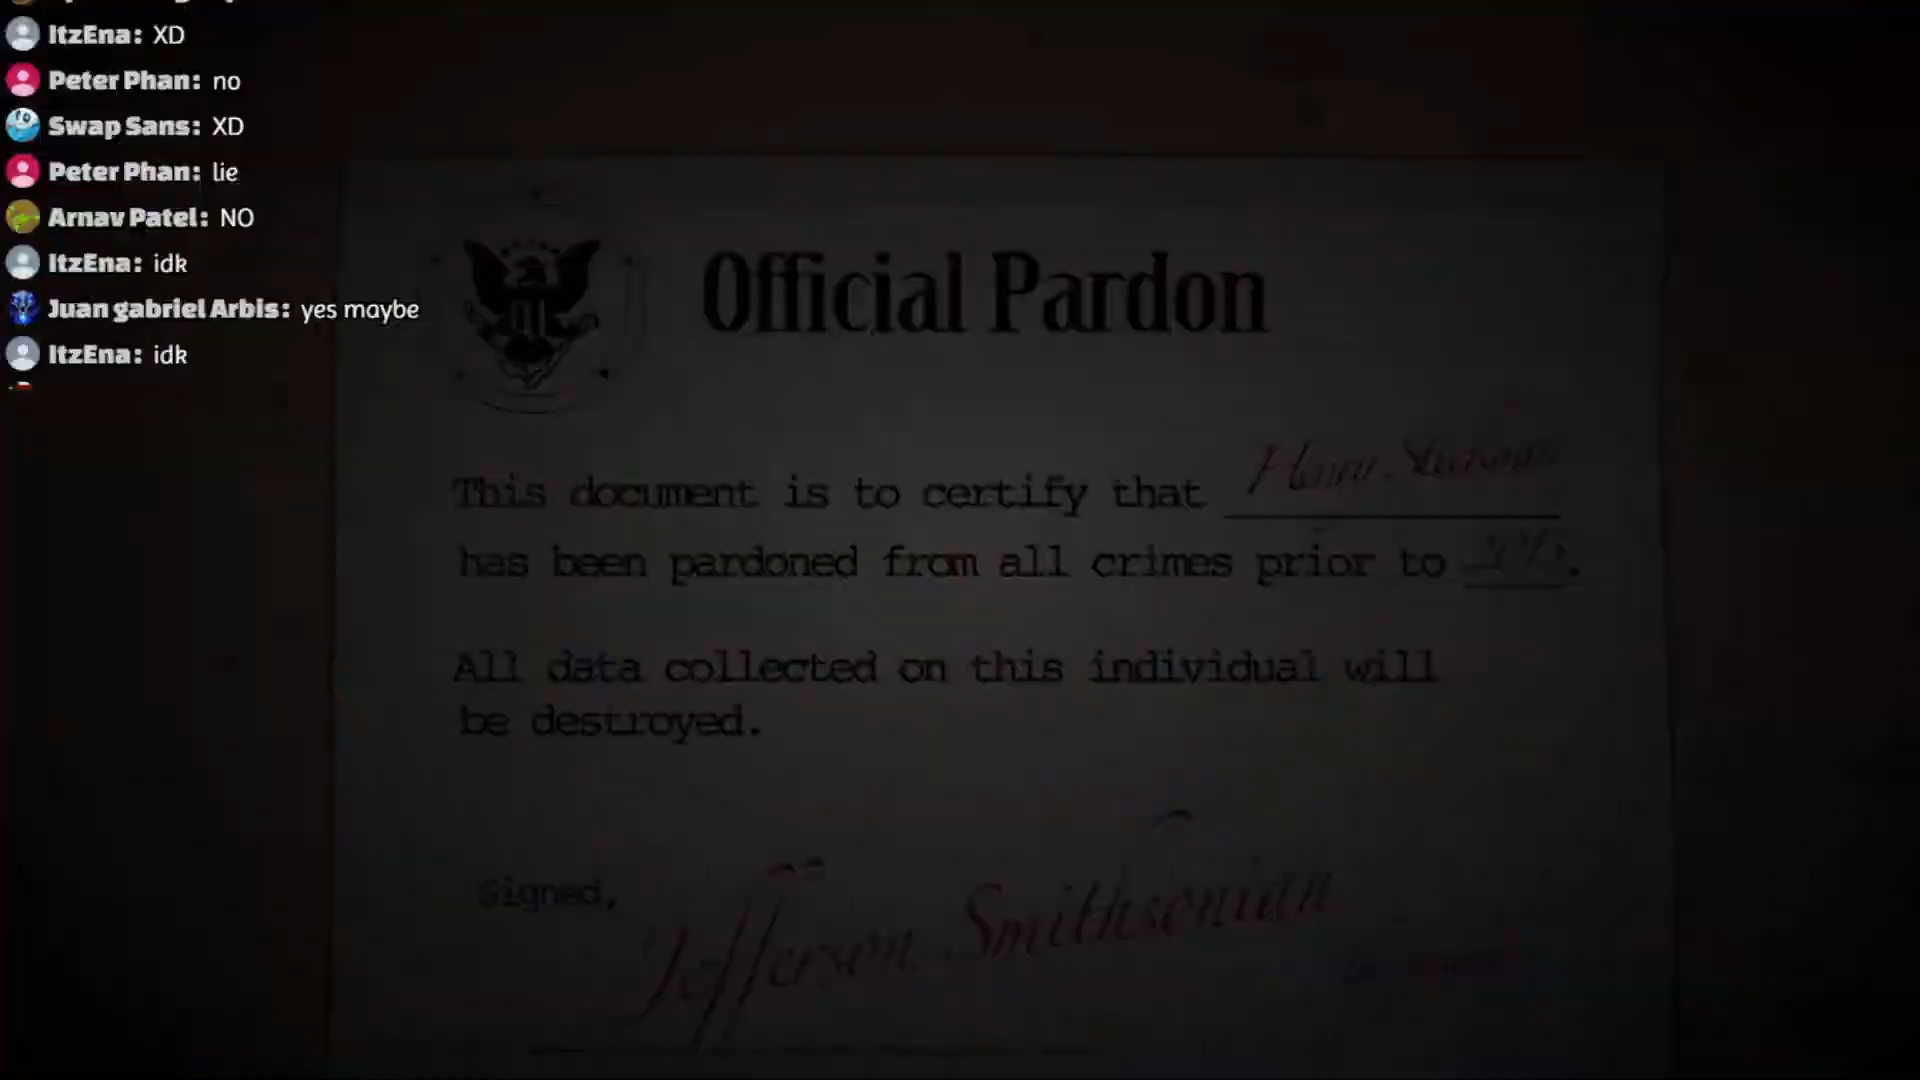 ItzEna: XD
Peter Phan: no
Swap Sans: XD
Peter Phan: lie
Arnav Patel: NO
ItzEna: idk
Juan gabriel Arbis: yes maybe
ItzEna: idk
Official Pardon
This document is to certify that Henry Stickmin
has been pardoned from all crimes prior to
All data collected on this individual will
be destroyed.
Signed,
Jefferson Smithsonian